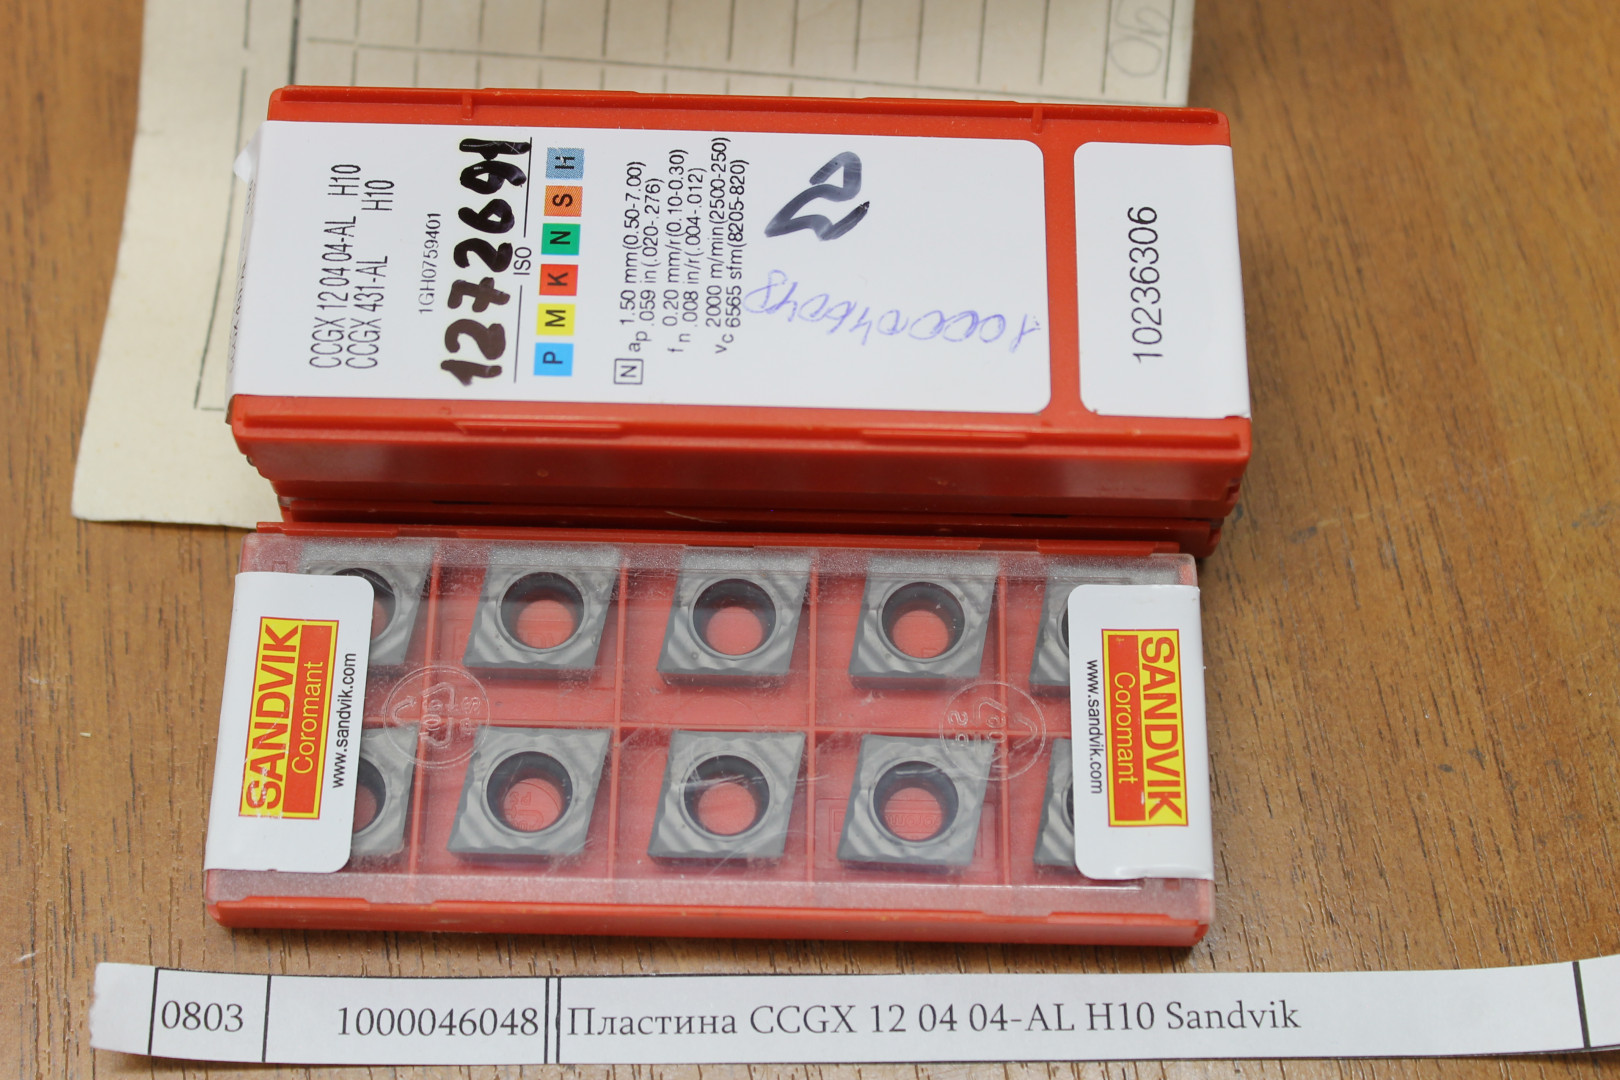 CCGX 12 04 04-AL H10
CCGX 431-AL H10
1GH0759401
1272691
ISO
P M K N S H
N ap 1.50 mm(0.50-7.00)
.059 in(.020-.276)
fn 0.20 mm/r(0.10-0.30)
.008 in/r(.004-.012)
vc 2000 m/min(2500-250)
6565 sfm(8205-820)
1000046048
10236306
SANDVIK
Coromant
www.sandvik.com
SANDVIK
Coromant
www.sandvik.com
0803 1000046048 Пластина CCGX 12 04 04-AL H10 Sandvik